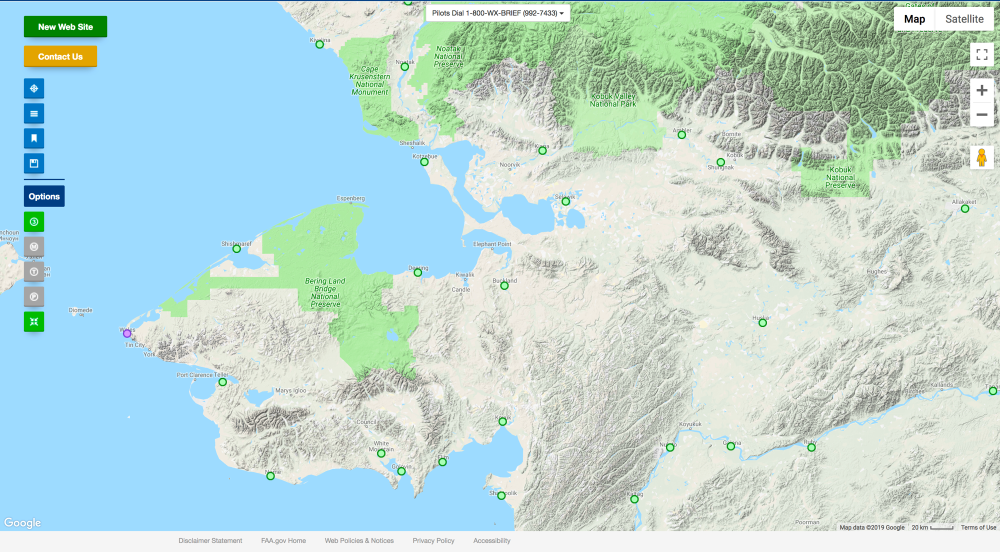 Pilots Dial 1-800-WX-BRIEF (992-7433)
New Web Site
Contact Us
Options
3
M
T
P
Map
Satellite
Gates of
Kivalina
Noatak
Noatak
National
Preserve
Cape
Krusenstern
National
Monument
Kobuk Valley
National Park
Ambler
Bornite
Sheshalik
Kiana
Kotzebue
Kobuk
Noorvik
Shungnak
Kobuk
National
Preserve
Espenberg
Selawik
Allakaket
nchoun
Инчоун
Shishmaref
Elephant Point
Deering
Kiwalik
Hughes
Buckland
Candle
Bering Land
Bridge
National
Preserve
Diomede
Huslia
Wales
Tin City
York
Port Clarence
Teller
Marys Igloo
Kallands
Birches
Koyuk
Council
Koyukuk
White
Mountain
Nulato
Galena
Ruby
Elim
Golovin
Nome
Shaktoolik
Kaltag
Poorman
Google
Map data ©2019 Google
20 km
Terms of Use
Disclaimer Statement
FAA.gov Home
Web Policies & Notices
Privacy Policy
Accessibility